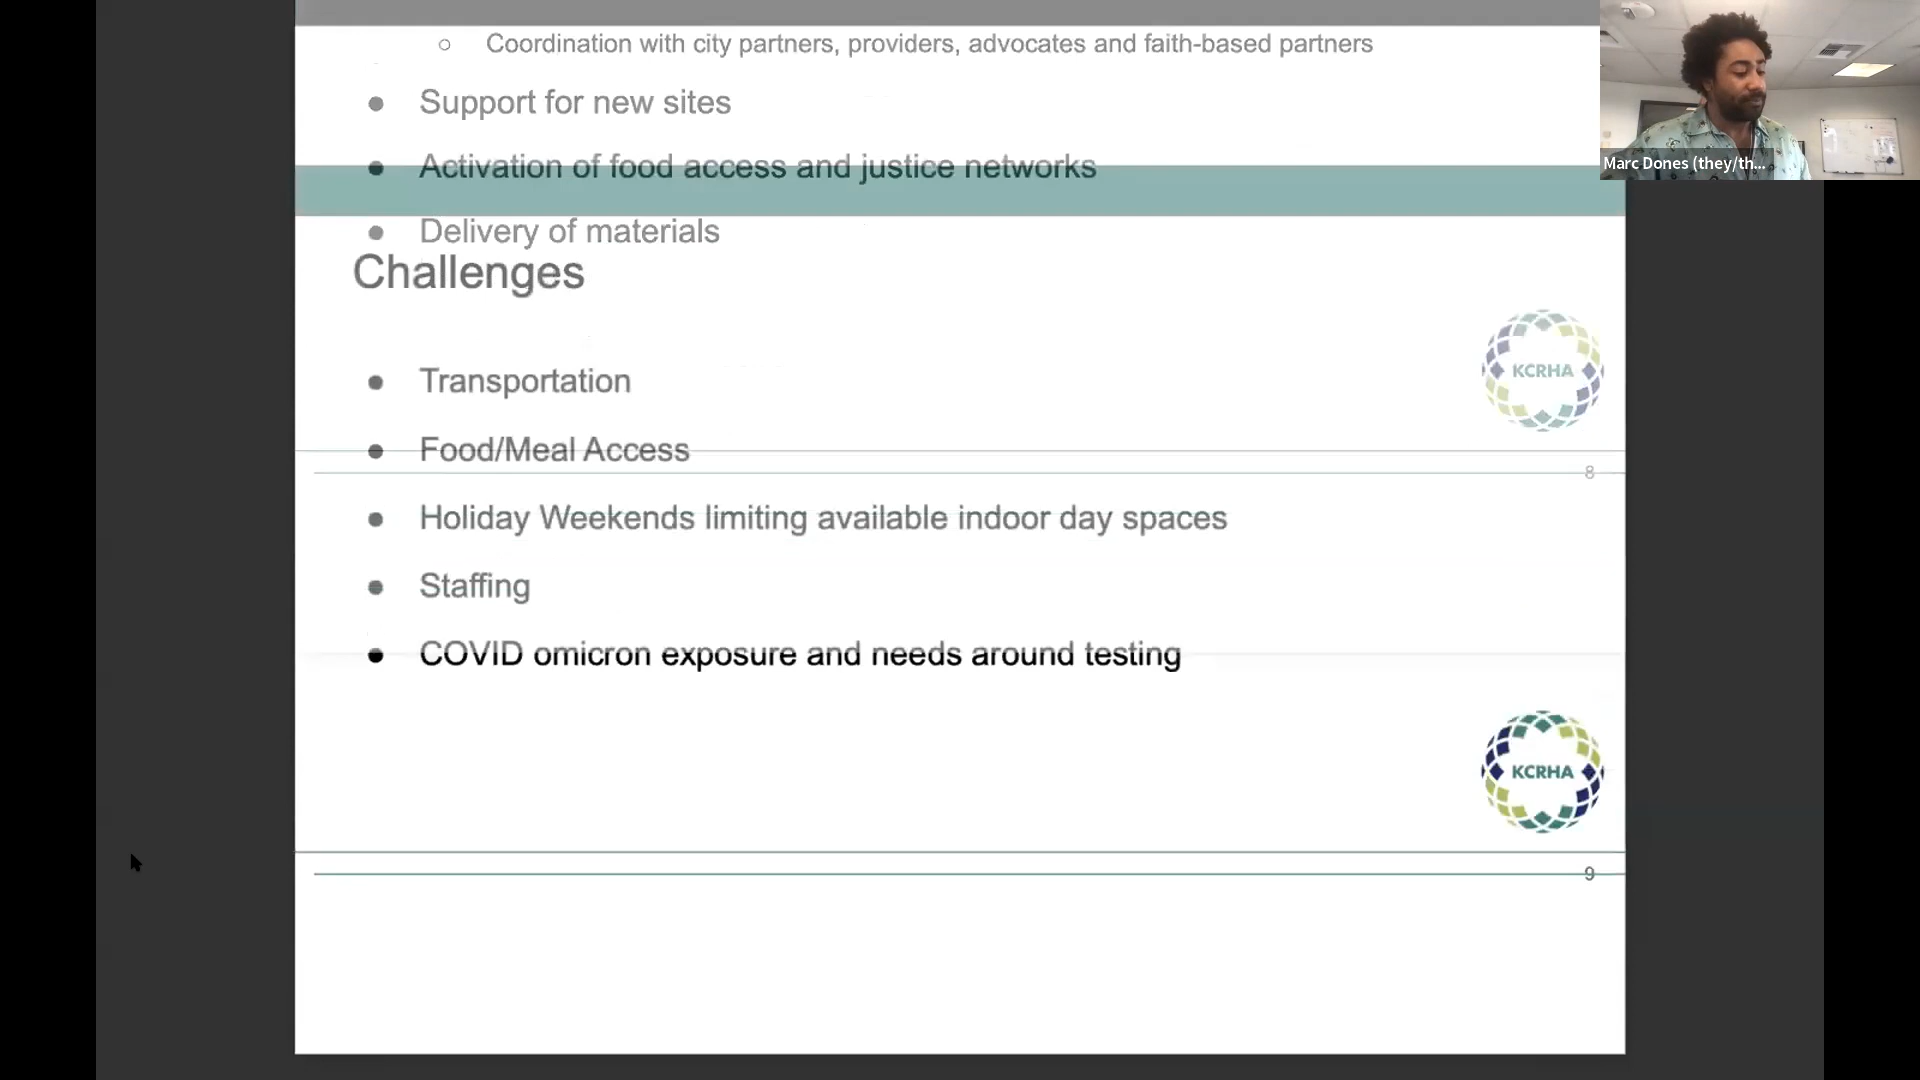 ○ Coordination with city partners, providers, advocates and faith-based partners
● Support for new sites
● Activation of food access and justice networks
● Delivery of materials
Challenges
● Transportation
● Food/Meal Access
● Holiday Weekends limiting available indoor day spaces
● Staffing
● COVID omicron exposure and needs around testing
KCRHA
8
KCRHA
9
Marc Dones (they/th...